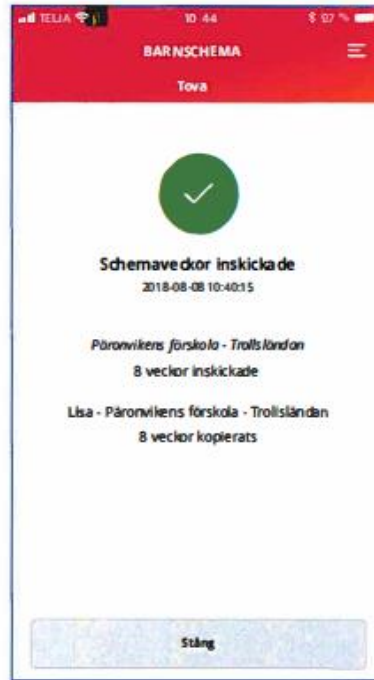 TELIA 10 44 97 %
BARNSCHEMA
Tova
Schemaveckor inskickade
2018-08-08 10:40:15
Päronvikens förskola - Trollsländan
8 veckor inskickade
Lisa - Päronvikens förskola - Trollsländan
8 veckor kopierats
Stäng